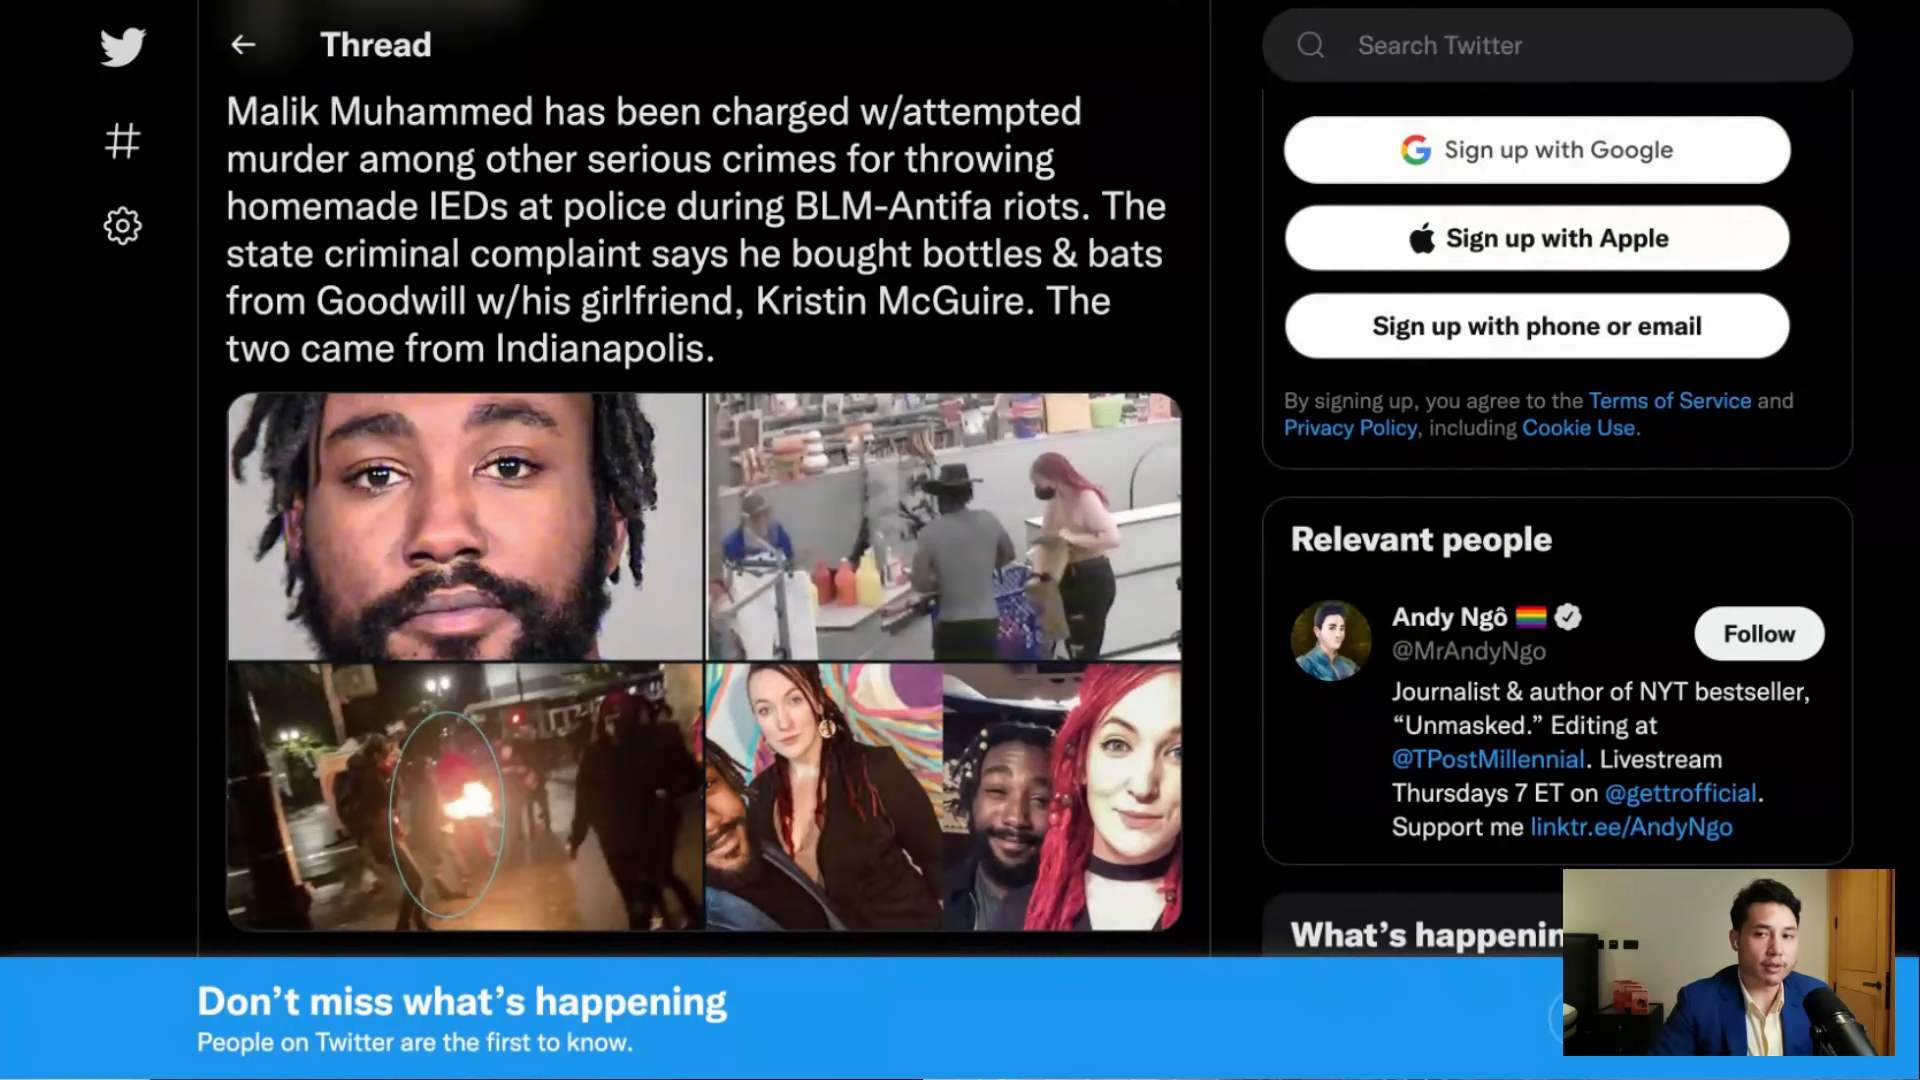 Thread
Malik Muhammed has been charged w/attempted
murder among other serious crimes for throwing
homemade IEDs at police during BLM-Antifa riots. The
state criminal complaint says he bought bottles & bats
from Goodwill w/his girlfriend, Kristin McGuire. The
two came from Indianapolis.
Search Twitter
Sign up with Google
Sign up with Apple
Sign up with phone or email
By signing up, you agree to the Terms of Service and
Privacy Policy, including Cookie Use.
Relevant people
Andy Ngô
@MrAndyNgo
Follow
Journalist & author of NYT bestseller,
“Unmasked.” Editing at
@TPostMillennial. Livestream
Thursdays 7 ET on @gettrofficial.
Support me linktr.ee/AndyNgo
What’s happenin
Don’t miss what’s happening
People on Twitter are the first to know.